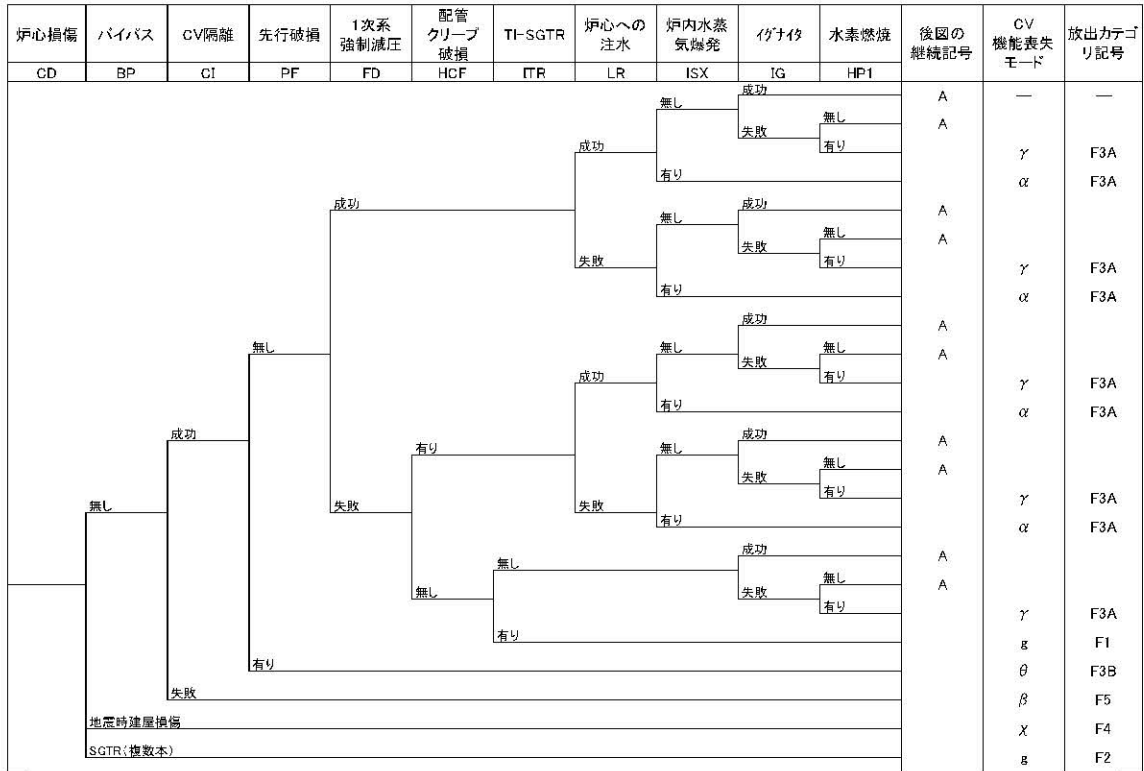 炉心損傷 バイパス CV隔離 先行破損 1次系強制減圧 配管クリープ破損 TI-SGTR 炉心への注水 炉内水蒸気爆発 イグナイタ 水素燃焼 後図の継続記号 CV機能喪失モード 放出カテゴリ記号
CD BP CI PF FD HCF ITR LR ISX IG HP1
成功 A — —
無し
無し A
失敗
成功 有り γ F3A
有り α F3A
成功 成功 A
無し
無し A
失敗
失敗 有り γ F3A
有り α F3A
成功 A
無し 無し 無し A
失敗
成功 有り γ F3A
有り α F3A
成功 有り 成功 A
無し
無し A
失敗
無し 失敗 失敗 有り γ F3A
有り α F3A
成功 A
無し
無し 無し A
失敗
有り γ F3A
有り g F1
有り θ F3B
失敗 β F5
地震時建屋損傷 χ F4
SGTR(複数本) g F2